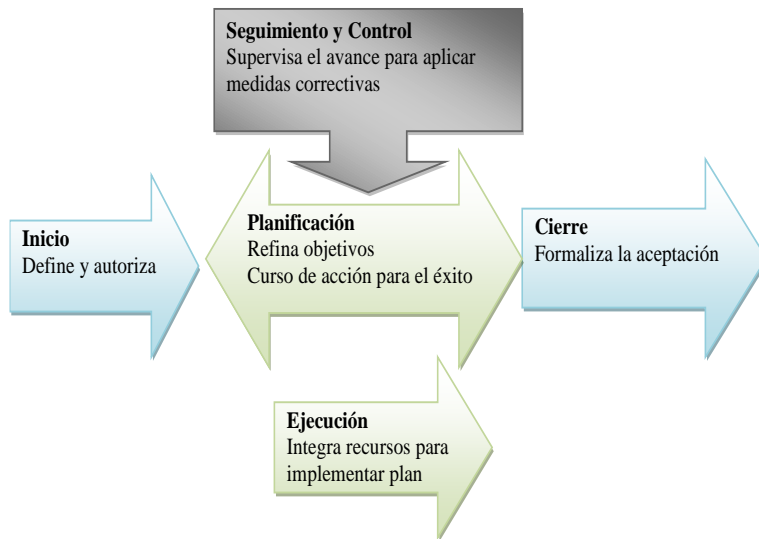 Seguimiento y Control
Supervisa el avance para aplicar
medidas correctivas
Inicio
Define y autoriza
Planificación
Refina objetivos
Curso de acción para el éxito
Cierre
Formaliza la aceptación
Ejecución
Integra recursos para
implementar plan